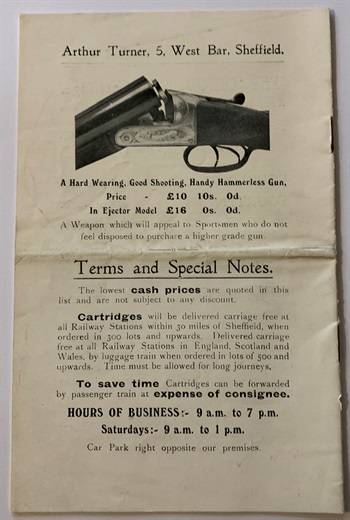 Arthur Turner, 5, West Bar, Sheffield.
A Hard Wearing, Good Shooting, Handy Hammerless Gun,
Price - £10 10s. 0d.
In Ejector Model £16 0s. 0d.
A Weapon which will appeal to Sportsmen who do not
feel disposed to purchase a higher grade gun.
Terms and Special Notes.
The lowest cash prices are quoted in this
list and are not subject to any discount.
Cartridges will be delivered carriage free at
all Railway Stations within 30 miles of Sheffield, when
ordered in 300 lots and upwards. Delivered carriage
free at all Railway Stations in England, Scotland and
Wales, by luggage train when ordered in lots of 500 and
upwards. Time must be allowed for long journeys.
To save time Cartridges can be forwarded
by passenger train at expense of consignee.
HOURS OF BUSINESS:- 9 a.m. to 7 p.m.
Saturdays:- 9 a.m. to 1 p.m.
Car Park right opposite our premises.